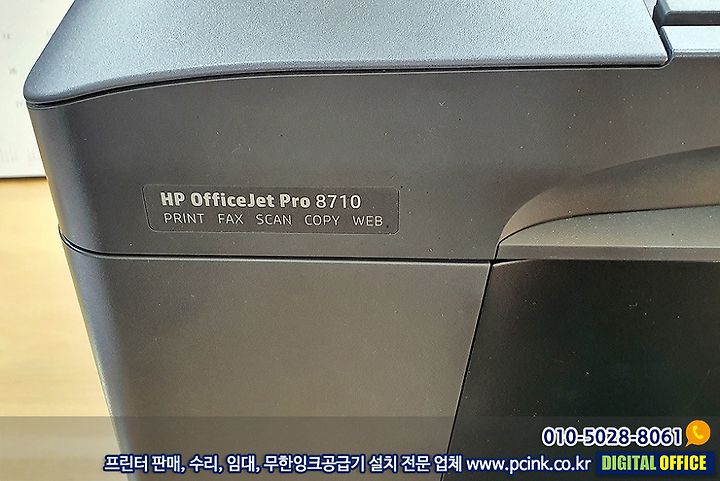 HP OfficeJet Pro 8710
PRINT FAX SCAN COPY WEB
010-5028-8061
프린터 판매, 수리, 임대, 무한잉크공급기 설치 전문 업체 www.pcink.co.kr DIGITAL OFFICE